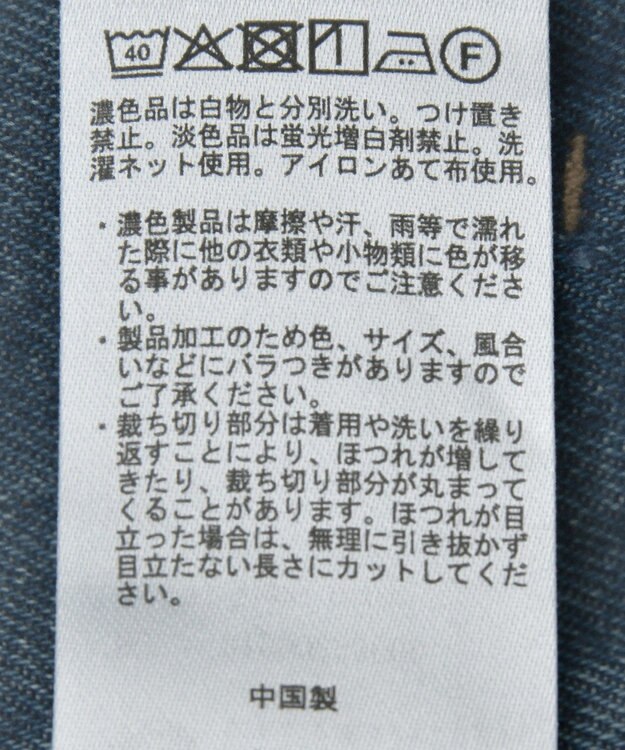 40 F
濃色品は白物と分別洗い。つけ置き
禁止。淡色品は蛍光増白剤禁止。洗
濯ネット使用。アイロンあて布使用。
・濃色製品は摩擦や汗、雨等で濡れ
た際に他の衣類や小物類に色が移
る事がありますのでご注意くださ
い。
・製品加工のため色、サイズ、風合
いなどにバラつきがありますので
ご了承ください。
・裁ち切り部分は着用や洗いを繰り
返すことにより、ほつれが増して
きたり、裁ち切り部分が丸まって
くることがあります。ほつれが目
立った場合は、無理に引き抜かず
目立たない長さにカットしてくだ
さい。
中国製